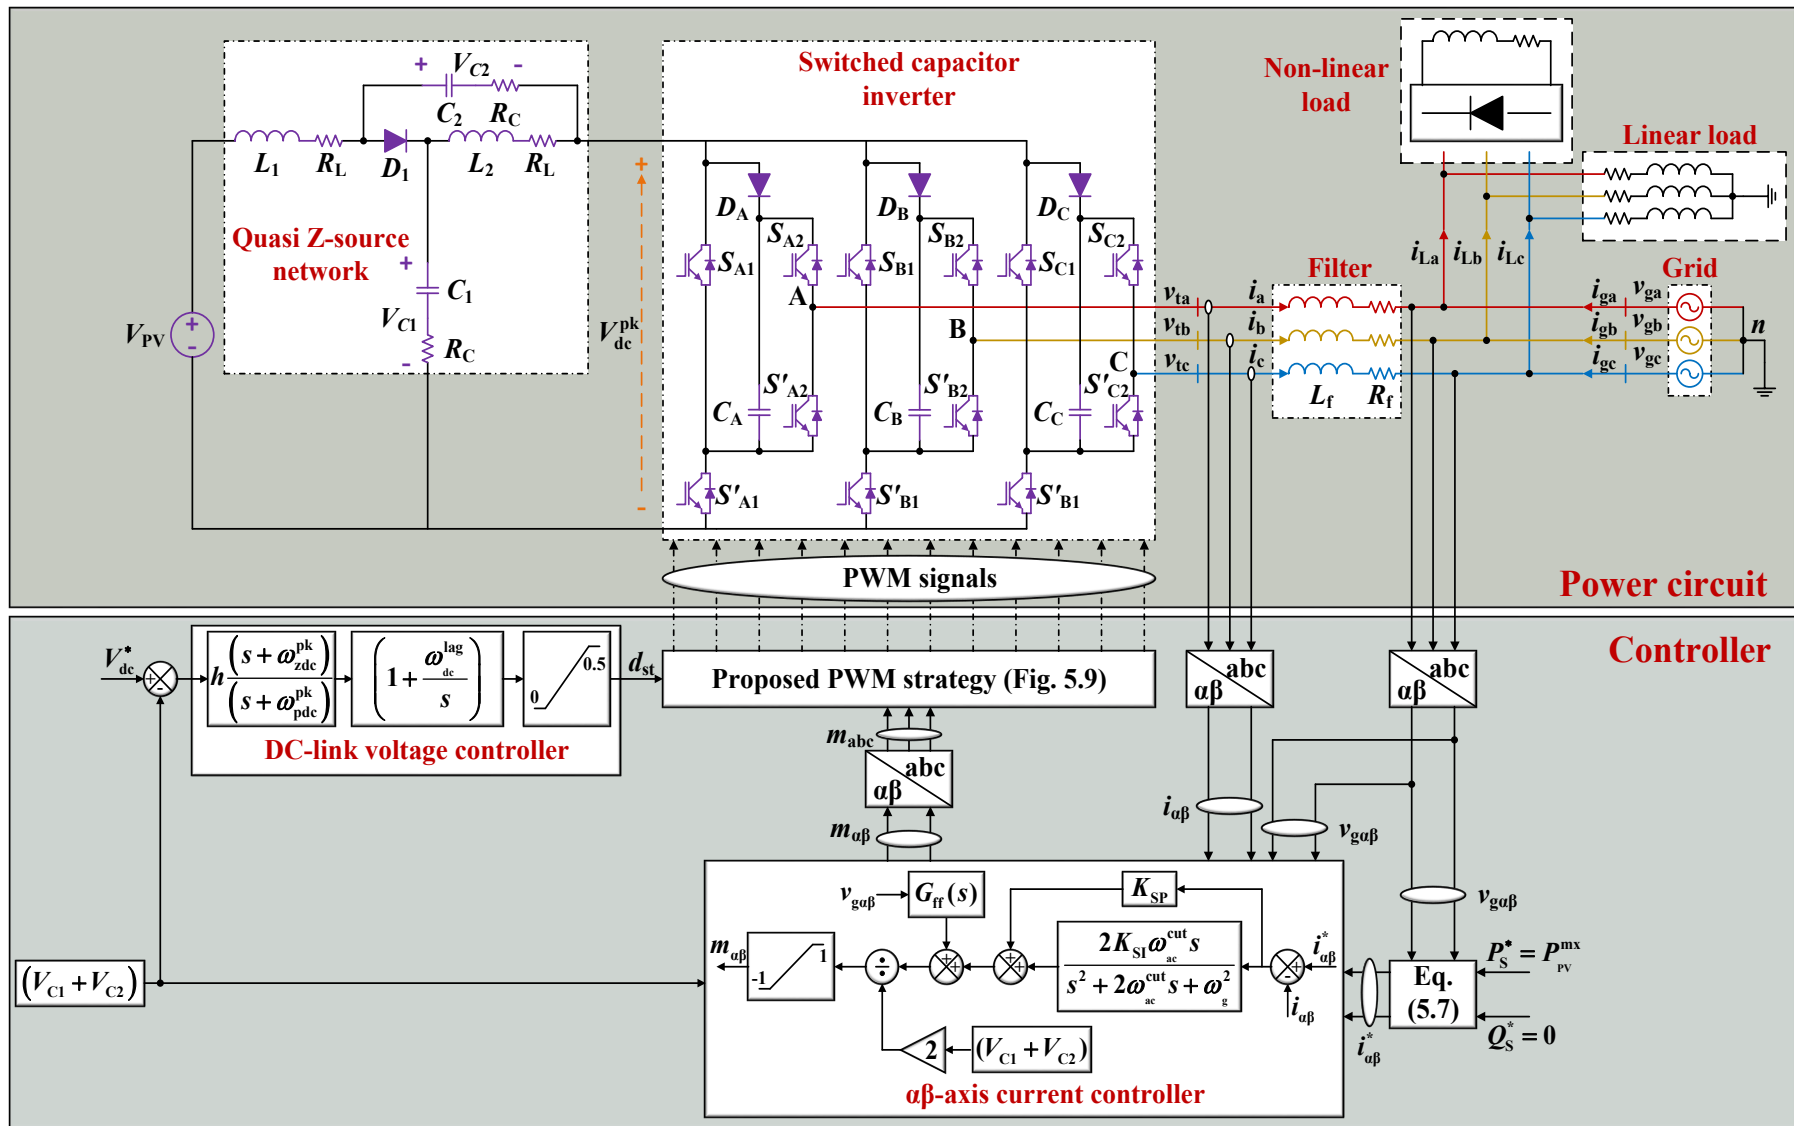 Switched capacitor
inverter
Non-linear
load
Linear load
+ V_C2 -
C_2 R_C
L_1 R_L D_1 L_2 R_L
Quasi Z-source
network
+
C_1
V_C1
R_C
-
V_PV
+
-
+
V_dc^pk
-
D_A D_B D_C
S_A1 S_A2 S_B1 S_B2 S_C1 S_C2
A
B
C
C_A S'_A2 C_B S'_B2 C_C S'_C2
S'_A1 S'_B1 S'_B1
i_La i_Lb i_Lc
Filter
Grid
v_ta i_a i_ga v_ga
v_tb i_b i_gb v_gb n
v_tc i_c i_gc v_gc
L_f R_f
PWM signals
Power circuit
Controller
V_dc^*
+
-
h (s + ω_zdc^pk) / (s + ω_pdc^pk)
(1 + ω_dc^lag / s)
0 0.5
d_st
DC-link voltage controller
Proposed PWM strategy (Fig. 5.9)
abc
αβ
abc
αβ
m_abc
abc
αβ
m_αβ
i_αβ
v_gαβ
v_gαβ
v_gαβ
G_ff(s)
K_SP
m_αβ
-1 1
÷
+
+
+
+
2K_SI ω_ac^cut s / (s^2 + 2ω_ac^cut s + ω_g^2)
+
-
i_αβ^*
i_αβ
2
(V_C1 + V_C2)
(V_C1 + V_C2)
αβ-axis current controller
Eq.
(5.7)
P_S^* = P_PV^mx
Q_S^* = 0
i_αβ^*